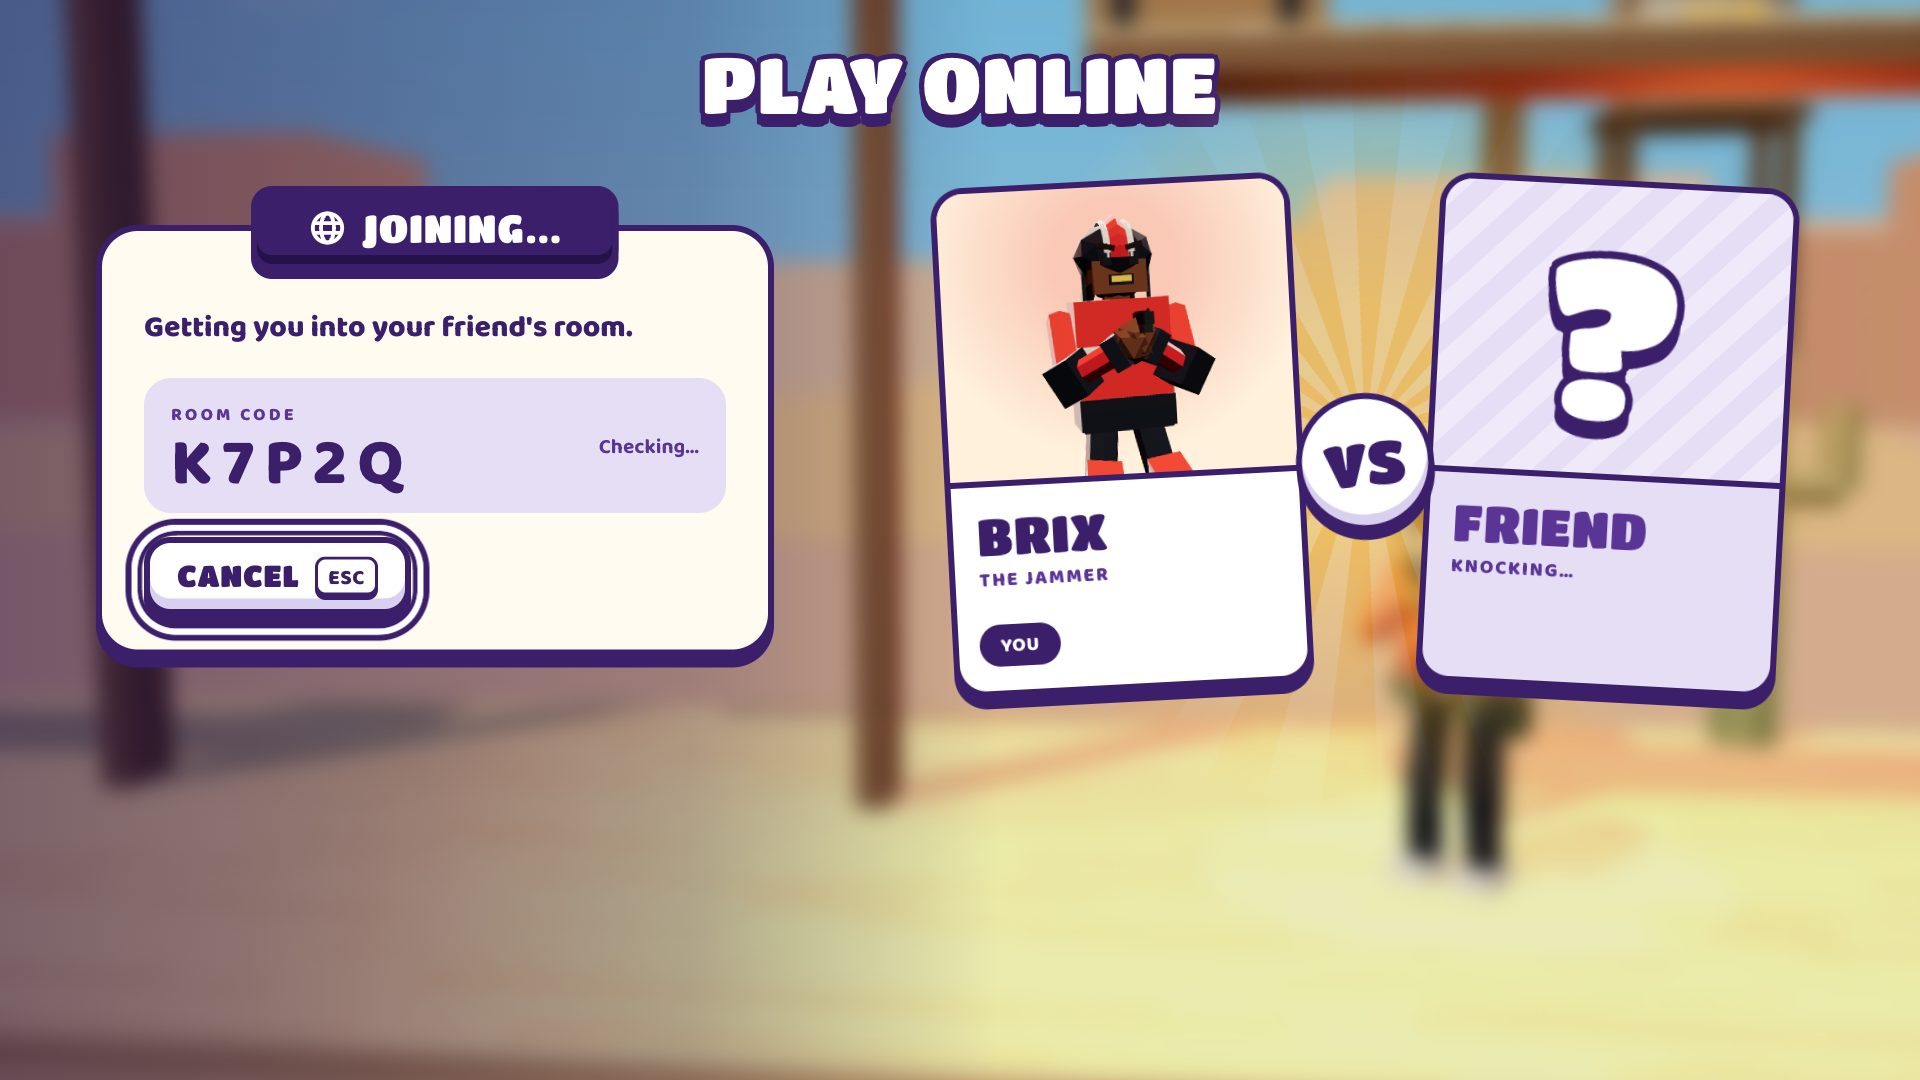 PLAY ONLINE
JOINING...
Getting you into your friend's room.
ROOM CODE
K7P2Q
Checking...
CANCEL ESC
BRIX
THE JAMMER
YOU
VS
?
FRIEND
KNOCKING...